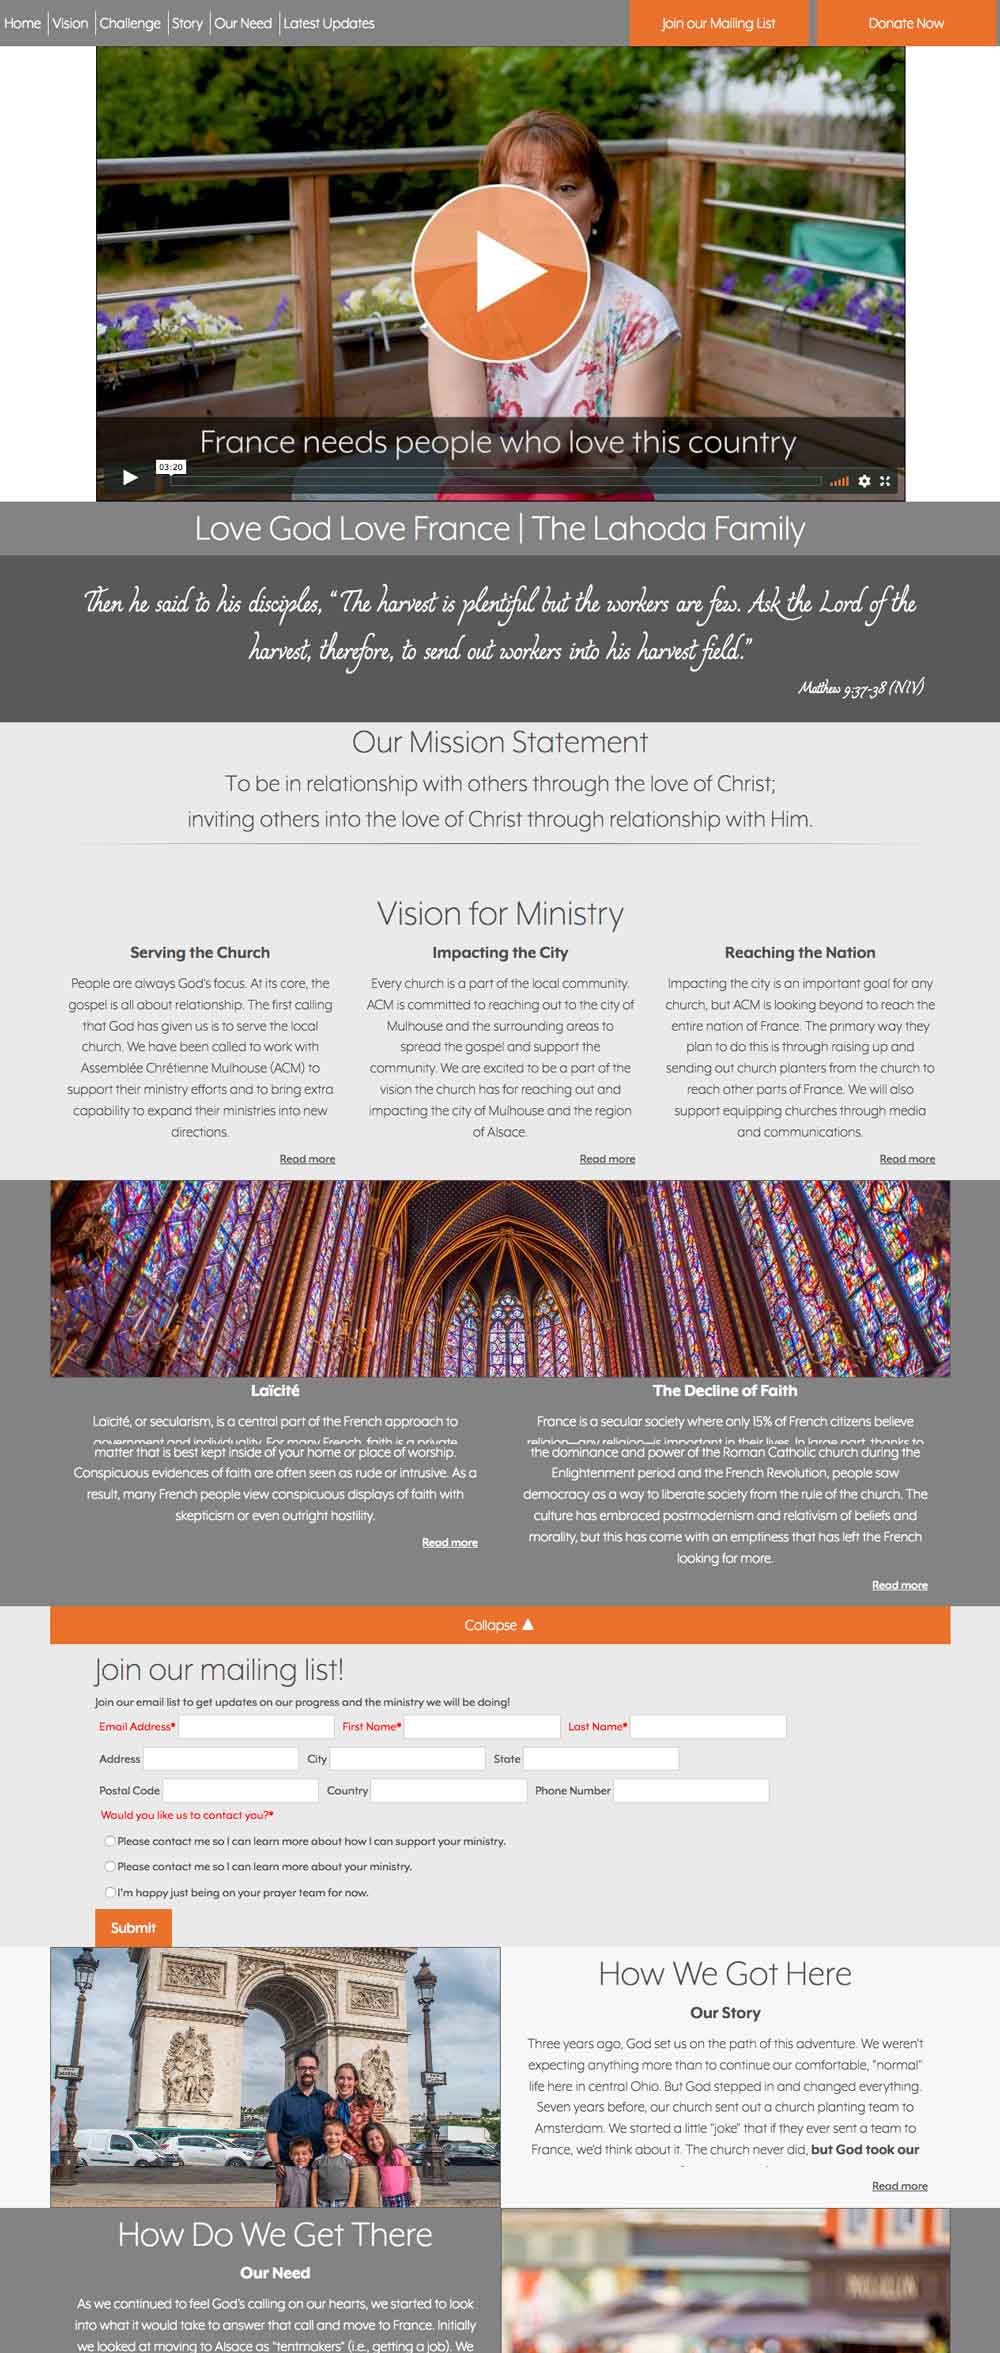 Home Vision Challenge Story Our Need Latest Updates Join our Mailing List Donate Now
France needs people who love this country
03:20
Love God Love France | The Lahoda Family
Then he said to his disciples, “The harvest is plentiful but the workers are few. Ask the Lord of the
harvest, therefore, to send out workers into his harvest field.”
Matthew 9:37-38 (NIV)
Our Mission Statement
To be in relationship with others through the love of Christ;
inviting others into the love of Christ through relationship with Him.
Vision for Ministry
Serving the Church
People are always God's focus. At its core, the
gospel is all about relationship. The first calling
that God has given us is to serve the local
church. We have been called to work with
Assemblée Chrétienne Mulhouse (ACM) to
support their ministry efforts and to bring extra
capability to expand their ministries into new
directions.
Read more
Impacting the City
Every church is a part of the local community.
ACM is committed to reaching out to the city of
Mulhouse and the surrounding areas to
spread the gospel and support the
community. We are excited to be a part of the
vision the church has for reaching out and
impacting the city of Mulhouse and the region
of Alsace.
Read more
Reaching the Nation
Impacting the city is an important goal for any
church, but ACM is looking beyond to reach the
entire nation of France. The primary way they
plan to do this is through raising up and
sending out church planters from the church to
reach other parts of France. We will also
support equipping churches through media
and communications.
Read more
Laïcité
Laïcité, or secularism, is a central part of the French approach to
government and individuality. For many French, faith is a private
matter that is best kept inside of your home or place of worship.
Conspicuous evidences of faith are often seen as rude or intrusive. As a
result, many French people view conspicuous displays of faith with
skepticism or even outright hostility.
Read more
The Decline of Faith
France is a secular society where only 15% of French citizens believe
religion—any religion—is important in their lives. In large part, thanks to
the dominance and power of the Roman Catholic church during the
Enlightenment period and the French Revolution, people saw
democracy as a way to liberate society from the rule of the church. The
culture has embraced postmodernism and relativism of beliefs and
morality, but this has come with an emptiness that has left the French
looking for more.
Read more
Collapse ▲
Join our mailing list!
Join our email list to get updates on our progress and the ministry we will be doing!
Email Address* First Name* Last Name*
Address City State
Postal Code Country Phone Number
Would you like us to contact you?*
Please contact me so I can learn more about how I can support your ministry.
Please contact me so I can learn more about your ministry.
I'm happy just being on your prayer team for now.
Submit
How We Got Here
Our Story
Three years ago, God set us on the path of this adventure. We weren't
expecting anything more than to continue our comfortable, "normal"
life here in central Ohio. But God stepped in and changed everything.
Seven years before, our church sent out a church planting team to
Amsterdam. We started a little "joke" that if they ever sent a team to
France, we'd think about it. The church never did, but God took our
Read more
How Do We Get There
Our Need
As we continued to feel God's calling on our hearts, we started to look
into what it would take to answer that call and move to France. Initially
we looked at moving to Alsace as "tentmakers" (i.e., getting a job). We